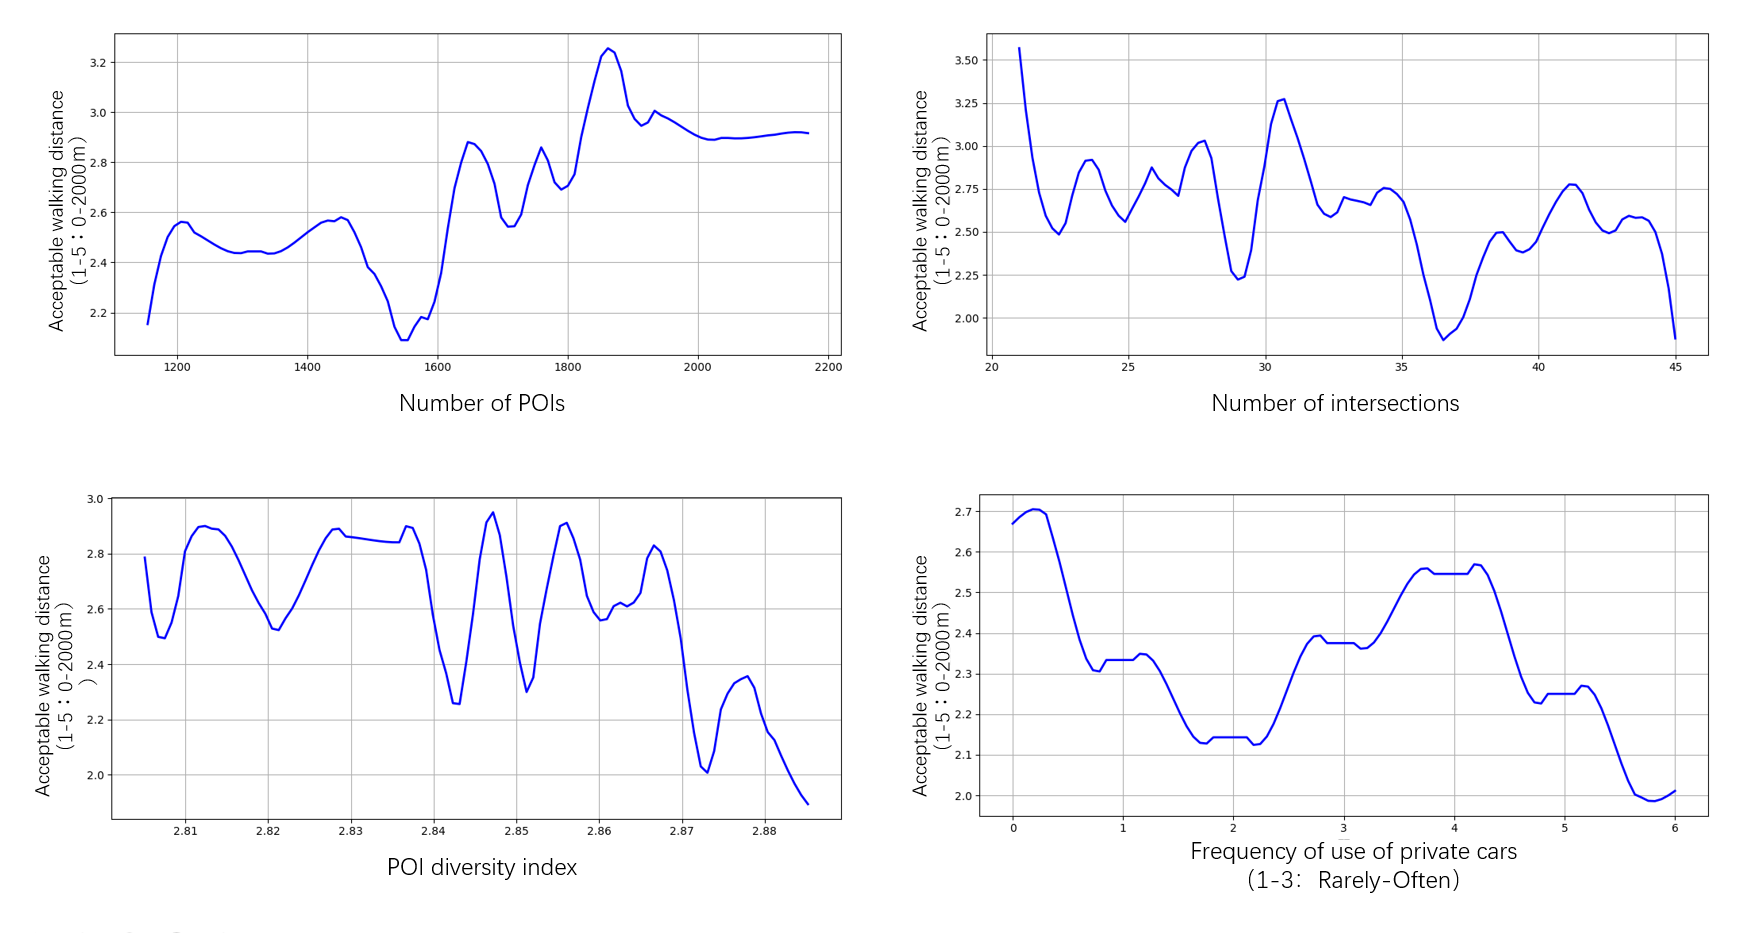 Acceptable walking distance
(1-5：0-2000m)
3.2
3.0
2.8
2.6
2.4
2.2
1200 1400 1600 1800 2000 2200
Number of POIs
Acceptable walking distance
(1-5：0-2000m)
3.50
3.25
3.00
2.75
2.50
2.25
2.00
20 25 30 35 40 45
Number of intersections
Acceptable walking distance
(1-5：0-2000m)
)
3.0
2.8
2.6
2.4
2.2
2.0
2.81 2.82 2.83 2.84 2.85 2.86 2.87 2.88
POI diversity index
Acceptable walking distance
(1-5：0-2000m)
2.7
2.6
2.5
2.4
2.3
2.2
2.1
2.0
0 1 2 3 4 5 6
Frequency of use of private cars
(1-3： Rarely-Often)